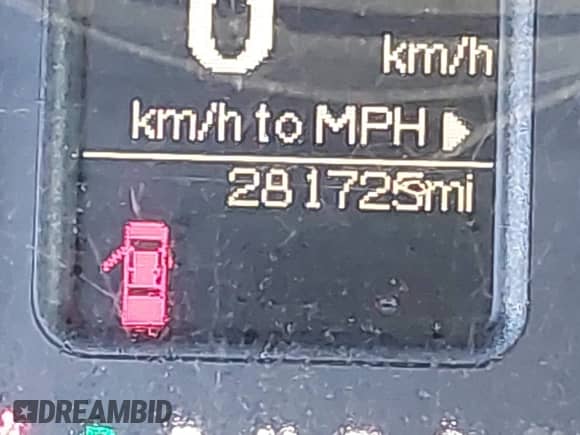 0
km/h
km/h to MPH
281725mi
DREAMBID